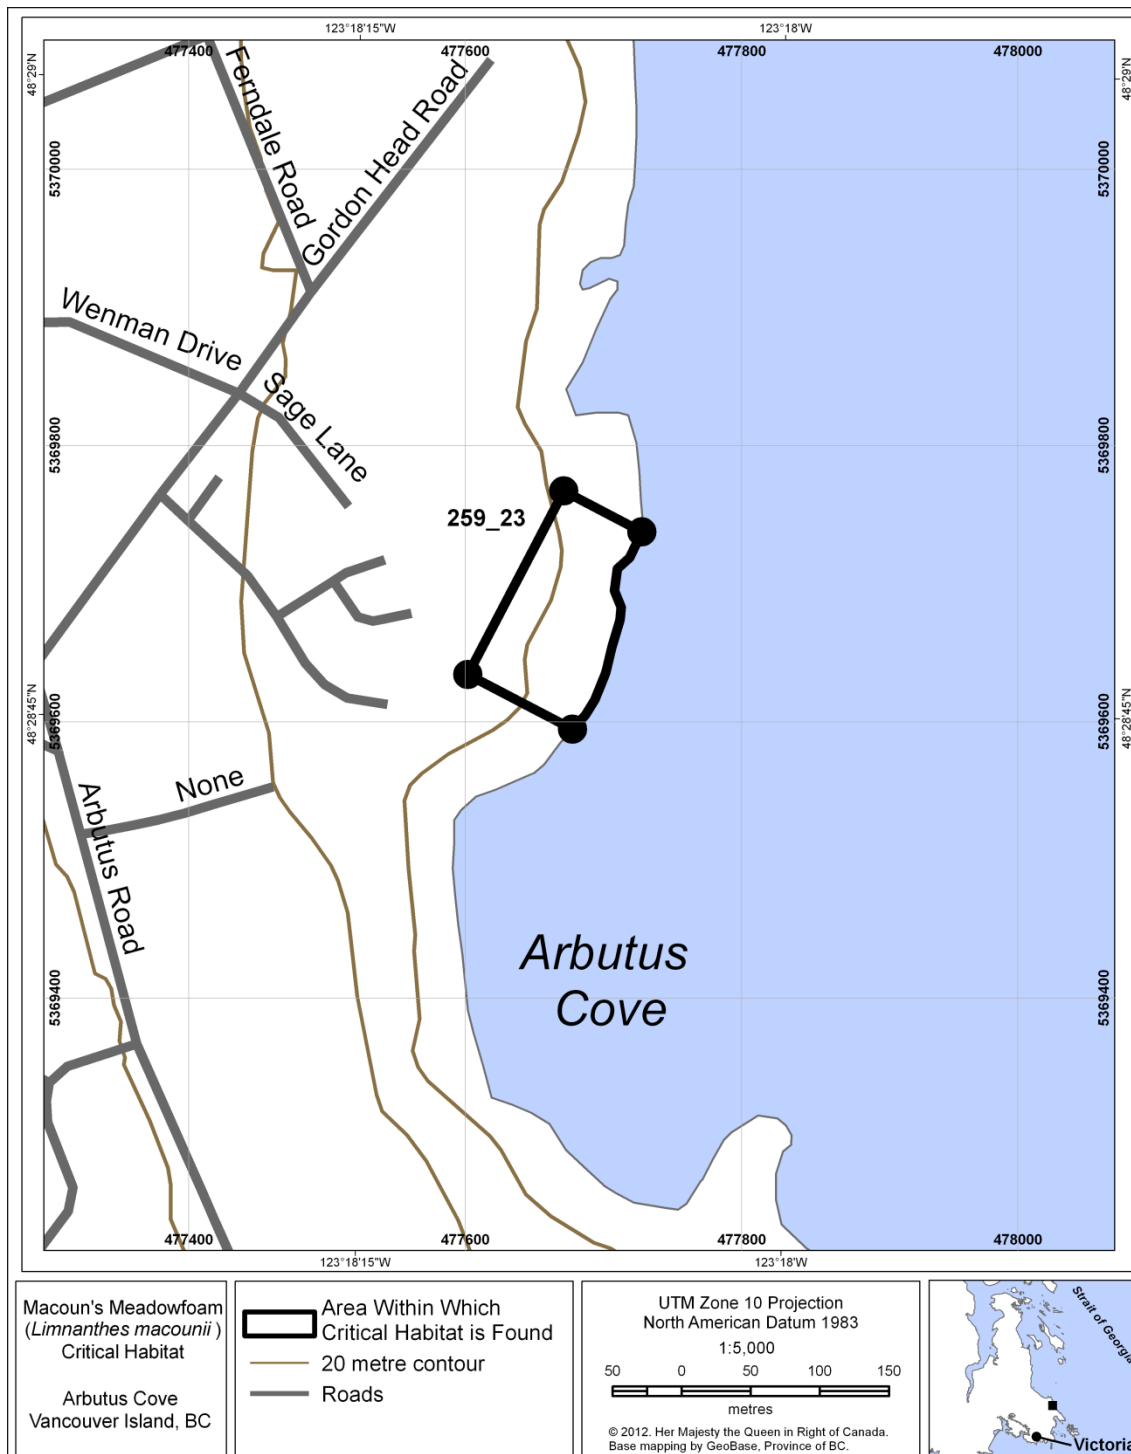 123°18'15"W
123°18'W
477400
477600
477800
478000
48°29'N
48°29'N
5370000
5370000
Ferndale Road
Gordon Head Road
Wenman Drive
Sage Lane
5369800
5369800
259_23
48°28'45"N
48°28'45"N
5369600
5369600
None
Arbutus Road
Arbutus
Cove
5369400
5369400
477400
477600
477800
478000
123°18'15"W
123°18'W
Macoun's Meadowfoam
(Limnanthes macounii )
Critical Habitat
Arbutus Cove
Vancouver Island, BC
Area Within Which
Critical Habitat is Found
20 metre contour
Roads
UTM Zone 10 Projection
North American Datum 1983
1:5,000
50 0 50 100 150
metres
© 2012. Her Majesty the Queen in Right of Canada.
Base mapping by GeoBase, Province of BC.
Strait of Georgia
Victoria